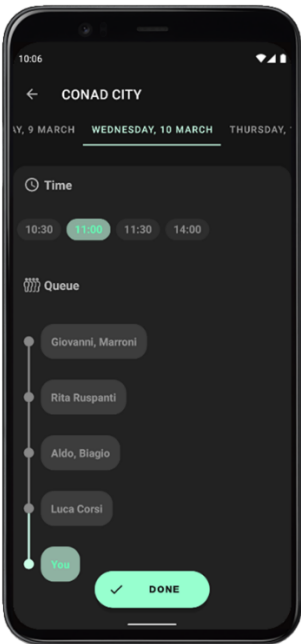 10:06
CONAD CITY
Y, 9 MARCH WEDNESDAY, 10 MARCH THURSDAY,
Time
10:30 11:00 11:30 14:00
Queue
Giovanni, Marroni
Rita Ruspanti
Aldo, Biagio
Luca Corsi
You
DONE